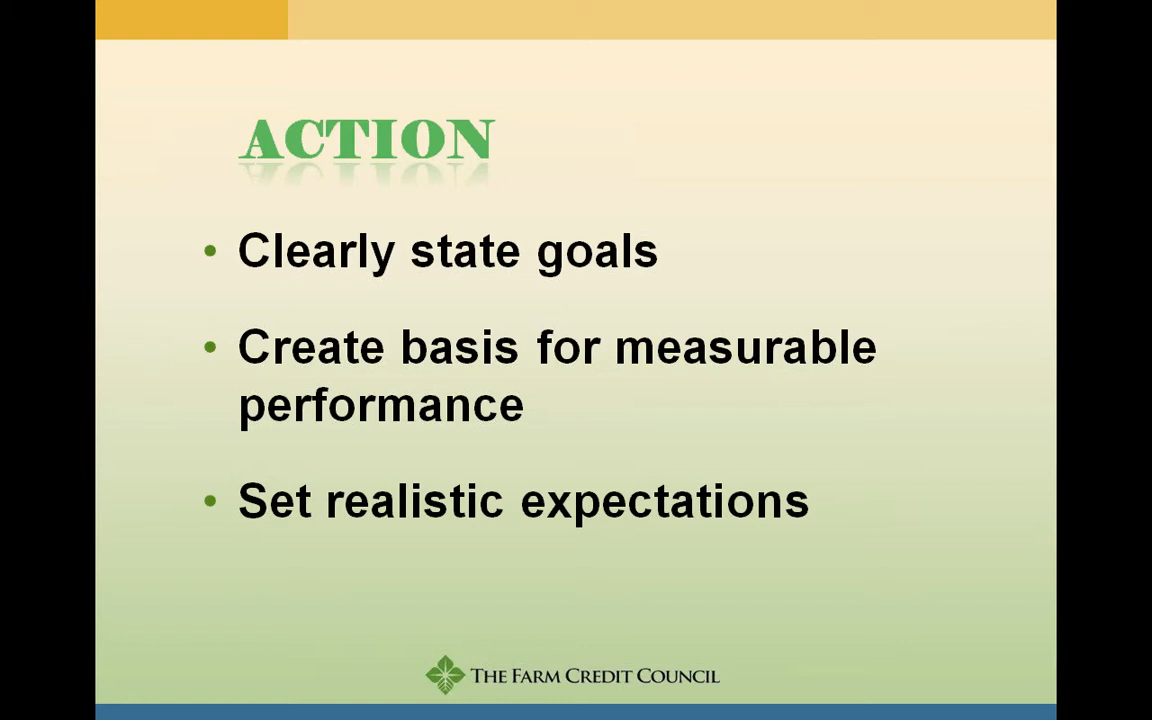 ACTION
• Clearly state goals
• Create basis for measurable
performance
• Set realistic expectations
THE FARM CREDIT COUNCIL